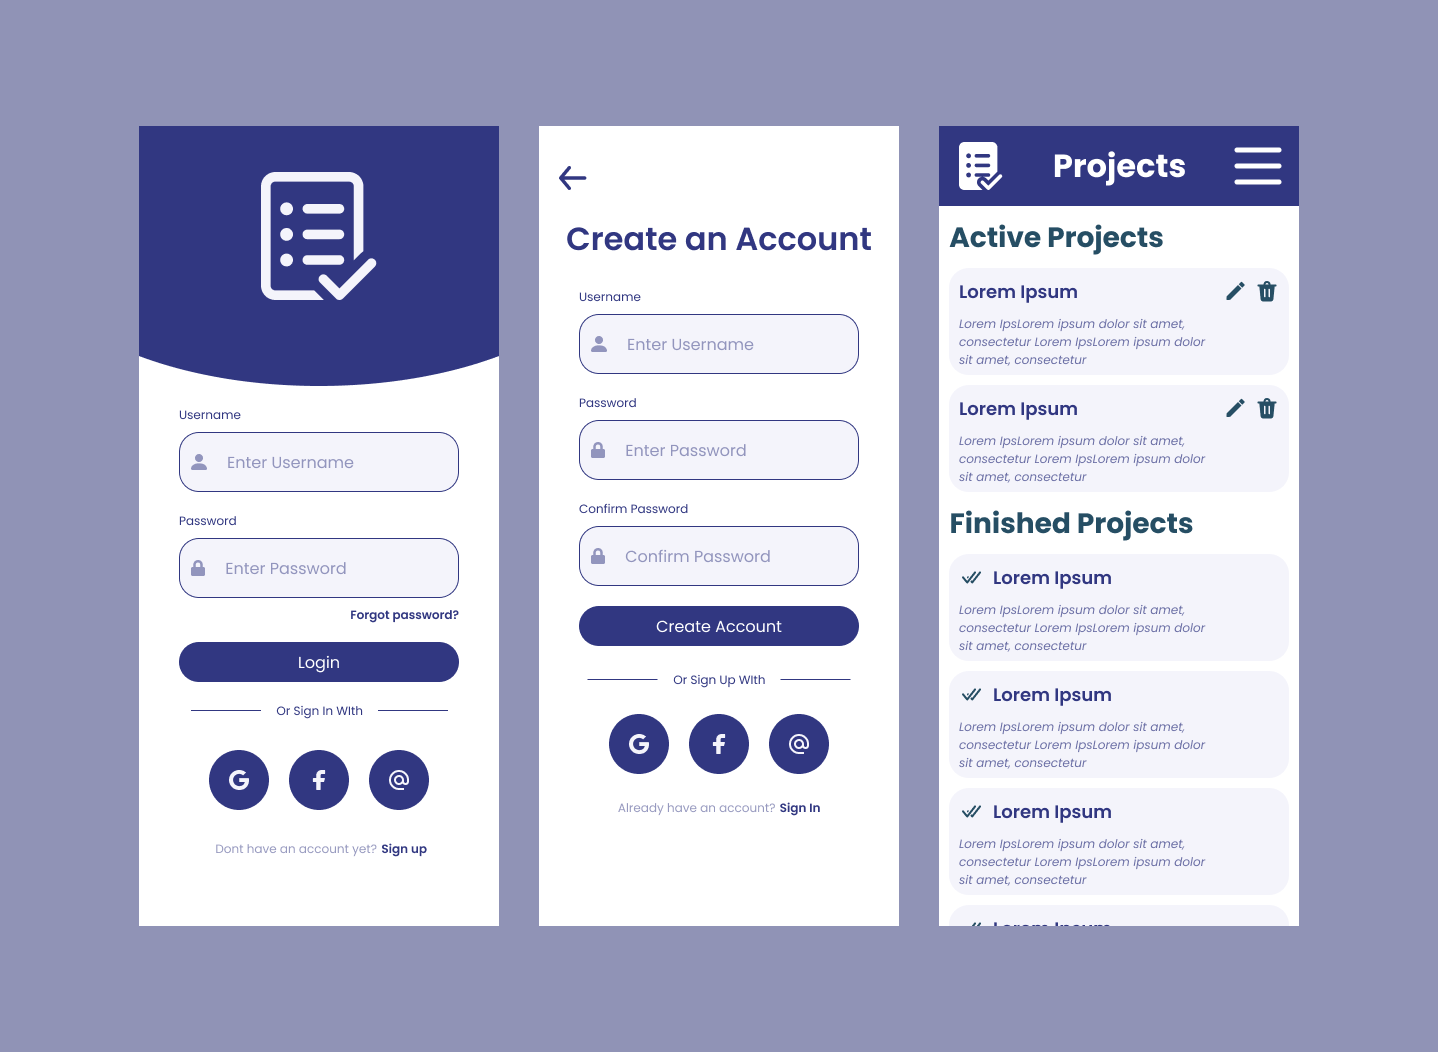 Username
Enter Username
Password
Enter Password
Forgot password?
Login
Or Sign In WIth
G f @
Dont have an account yet? Sign up
Create an Account
Username
Enter Username
Password
Enter Password
Confirm Password
Confirm Password
Create Account
Or Sign Up WIth
G f @
Already have an account? Sign In
Projects
Active Projects
Lorem Ipsum
Lorem IpsLorem ipsum dolor sit amet,
consectetur Lorem IpsLorem ipsum dolor
sit amet, consectetur
Lorem Ipsum
Lorem IpsLorem ipsum dolor sit amet,
consectetur Lorem IpsLorem ipsum dolor
sit amet, consectetur
Finished Projects
Lorem Ipsum
Lorem IpsLorem ipsum dolor sit amet,
consectetur Lorem IpsLorem ipsum dolor
sit amet, consectetur
Lorem Ipsum
Lorem IpsLorem ipsum dolor sit amet,
consectetur Lorem IpsLorem ipsum dolor
sit amet, consectetur
Lorem Ipsum
Lorem IpsLorem ipsum dolor sit amet,
consectetur Lorem IpsLorem ipsum dolor
sit amet, consectetur
Lorem Ipsum